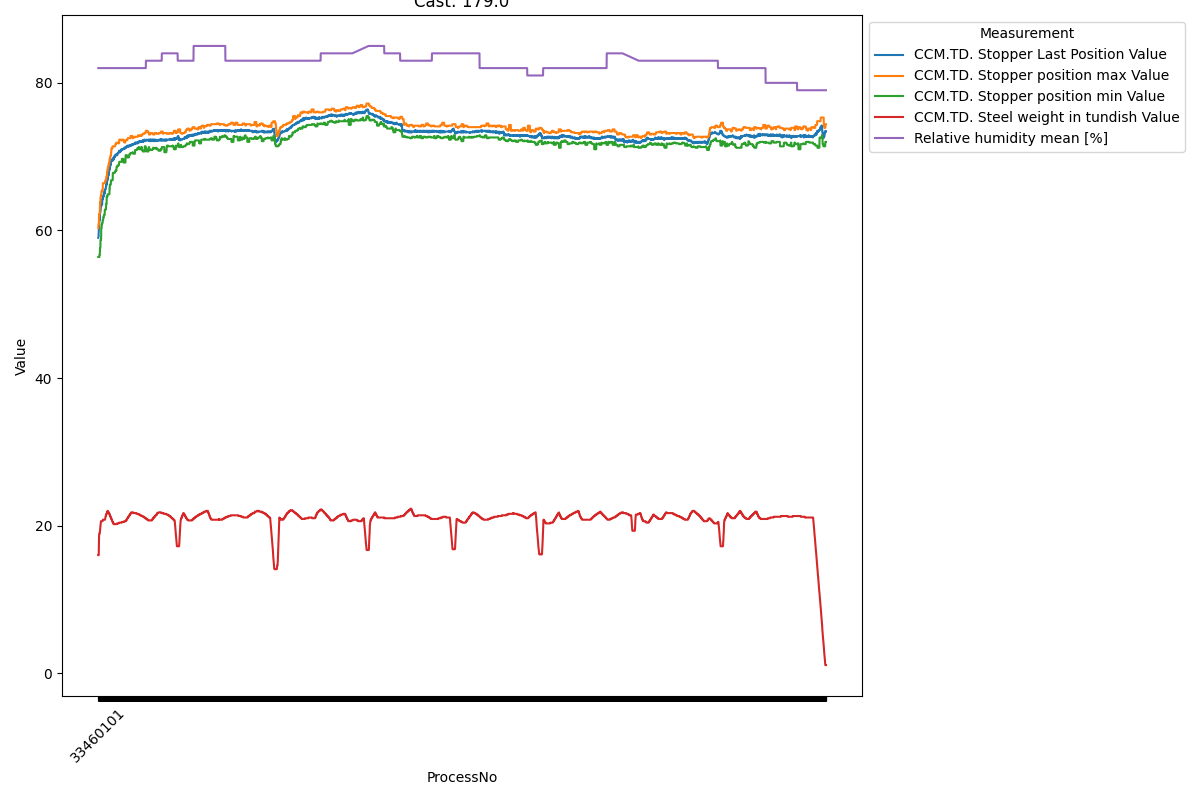 Cast: 179.0
Measurement
CCM.TD. Stopper Last Position Value
CCM.TD. Stopper position max Value
CCM.TD. Stopper position min Value
CCM.TD. Steel weight in tundish Value
Relative humidity mean [%]
80
60
40
20
0
Value
33460101
ProcessNo